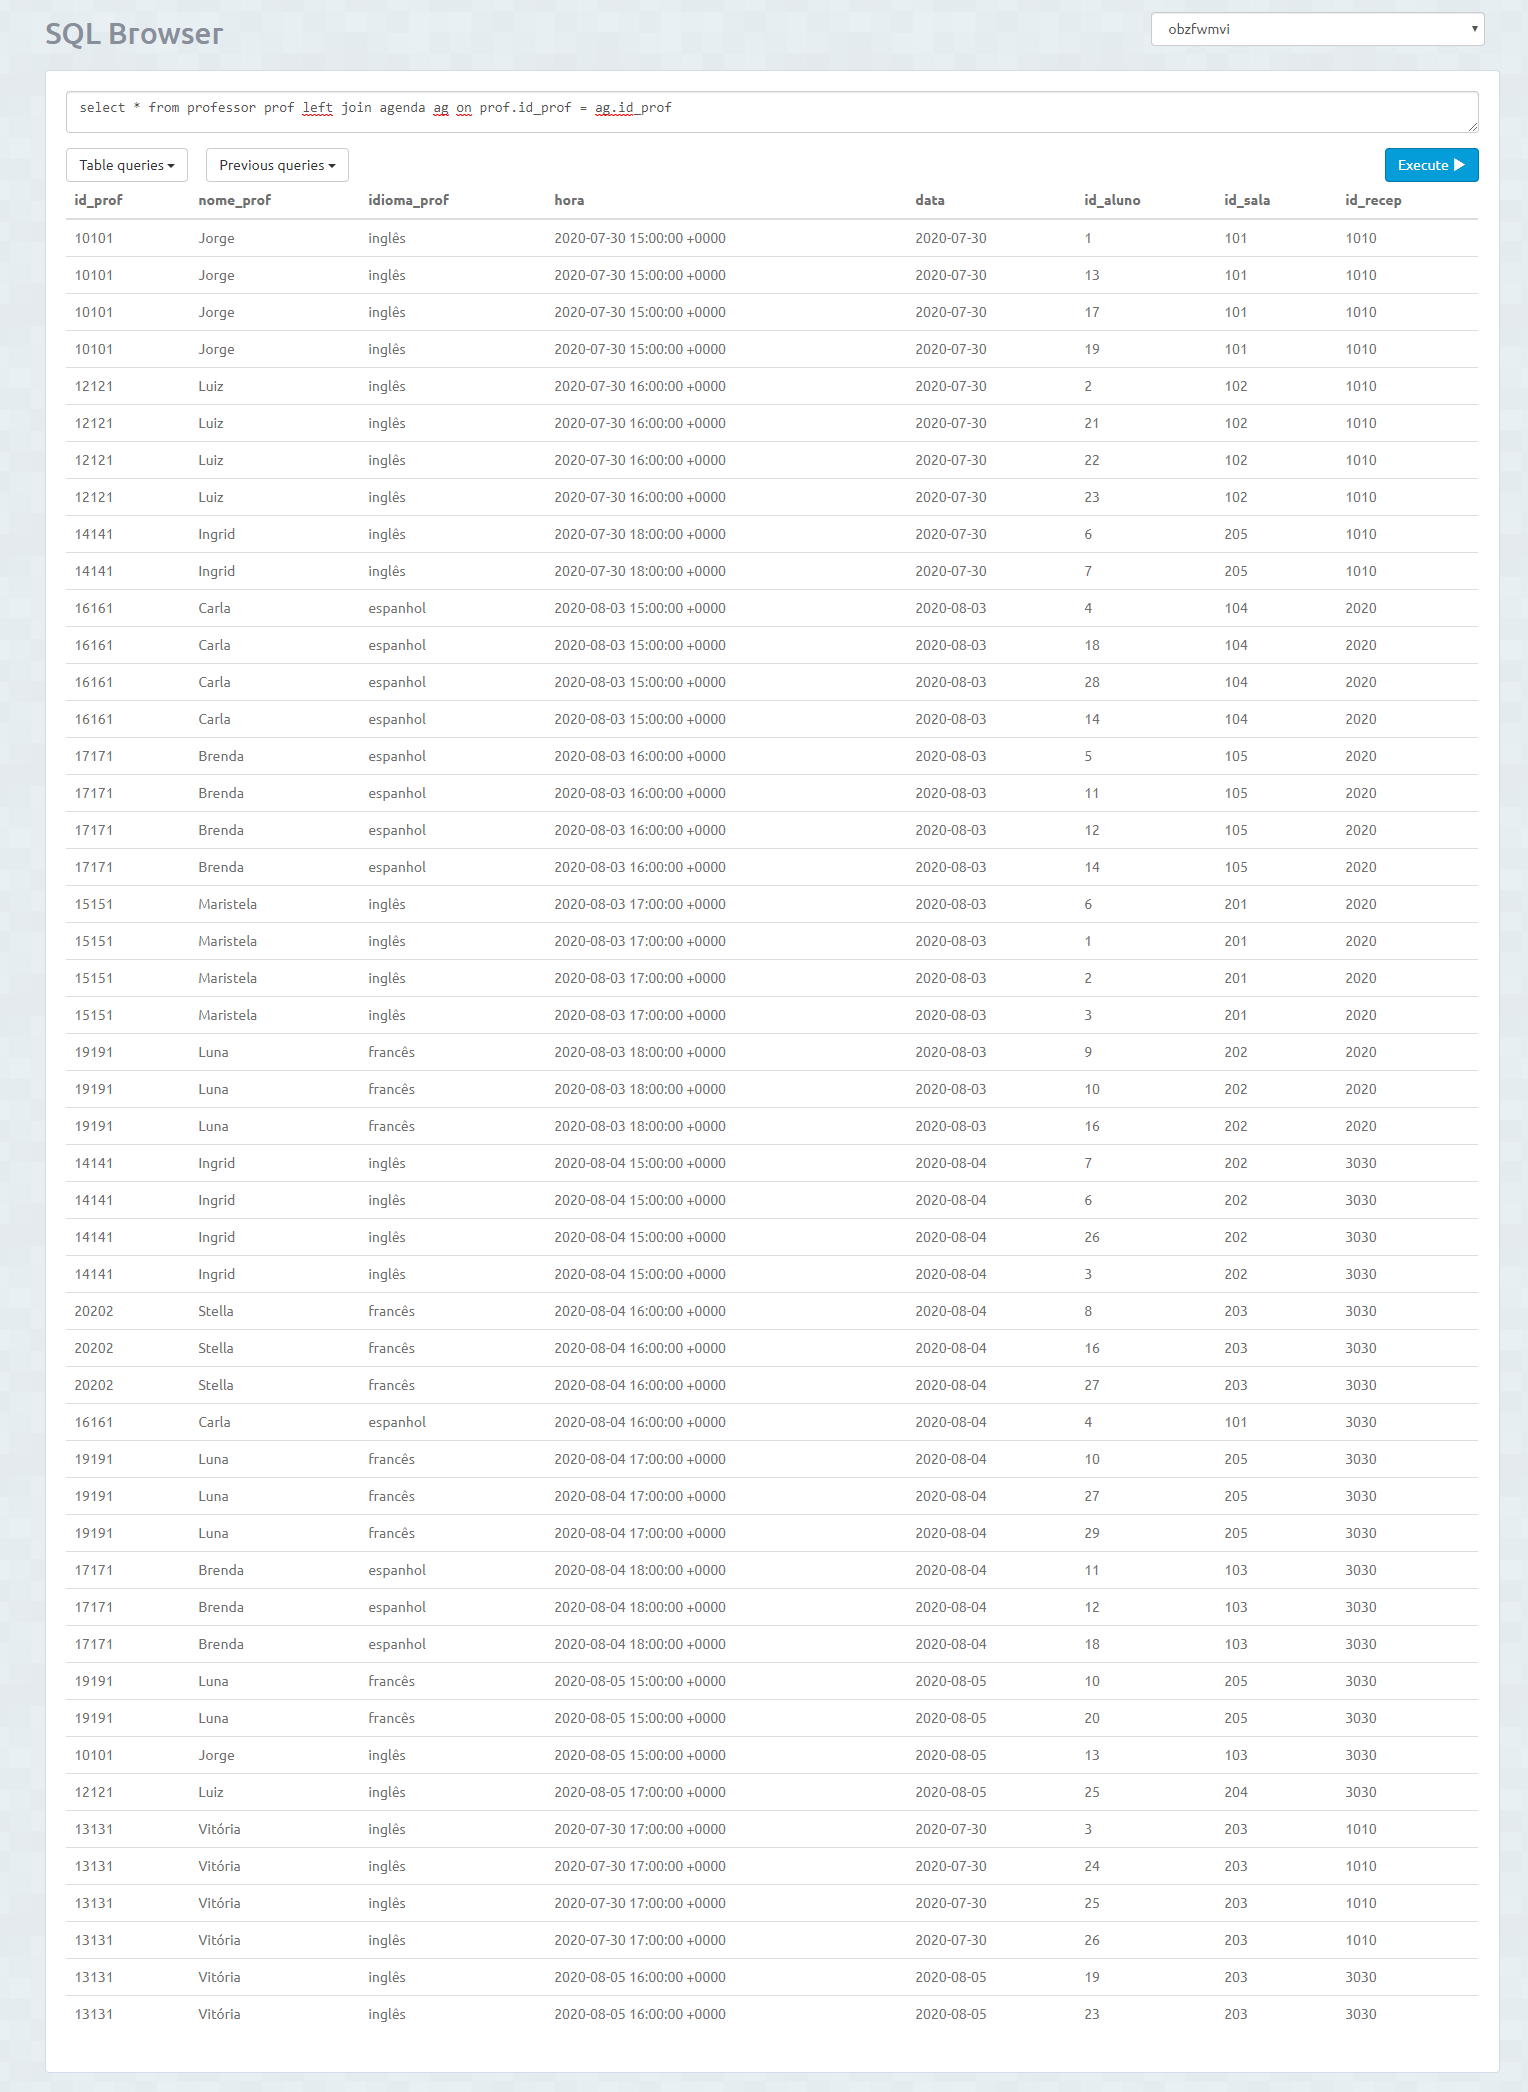 SQL Browser
obzfwmvi
select * from professor prof left join agenda ag on prof.id_prof = ag.id_prof
Table queries Previous queries Execute
id_prof nome_prof idioma_prof hora data id_aluno id_sala id_recep
10101 Jorge inglês 2020-07-30 15:00:00 +0000 2020-07-30 1 101 1010
10101 Jorge inglês 2020-07-30 15:00:00 +0000 2020-07-30 13 101 1010
10101 Jorge inglês 2020-07-30 15:00:00 +0000 2020-07-30 17 101 1010
10101 Jorge inglês 2020-07-30 15:00:00 +0000 2020-07-30 19 101 1010
12121 Luiz inglês 2020-07-30 16:00:00 +0000 2020-07-30 2 102 1010
12121 Luiz inglês 2020-07-30 16:00:00 +0000 2020-07-30 21 102 1010
12121 Luiz inglês 2020-07-30 16:00:00 +0000 2020-07-30 22 102 1010
12121 Luiz inglês 2020-07-30 16:00:00 +0000 2020-07-30 23 102 1010
14141 Ingrid inglês 2020-07-30 18:00:00 +0000 2020-07-30 6 205 1010
14141 Ingrid inglês 2020-07-30 18:00:00 +0000 2020-07-30 7 205 1010
16161 Carla espanhol 2020-08-03 15:00:00 +0000 2020-08-03 4 104 2020
16161 Carla espanhol 2020-08-03 15:00:00 +0000 2020-08-03 18 104 2020
16161 Carla espanhol 2020-08-03 15:00:00 +0000 2020-08-03 28 104 2020
16161 Carla espanhol 2020-08-03 15:00:00 +0000 2020-08-03 14 104 2020
17171 Brenda espanhol 2020-08-03 16:00:00 +0000 2020-08-03 5 105 2020
17171 Brenda espanhol 2020-08-03 16:00:00 +0000 2020-08-03 11 105 2020
17171 Brenda espanhol 2020-08-03 16:00:00 +0000 2020-08-03 12 105 2020
17171 Brenda espanhol 2020-08-03 16:00:00 +0000 2020-08-03 14 105 2020
15151 Maristela inglês 2020-08-03 17:00:00 +0000 2020-08-03 6 201 2020
15151 Maristela inglês 2020-08-03 17:00:00 +0000 2020-08-03 1 201 2020
15151 Maristela inglês 2020-08-03 17:00:00 +0000 2020-08-03 2 201 2020
15151 Maristela inglês 2020-08-03 17:00:00 +0000 2020-08-03 3 201 2020
19191 Luna francês 2020-08-03 18:00:00 +0000 2020-08-03 9 202 2020
19191 Luna francês 2020-08-03 18:00:00 +0000 2020-08-03 10 202 2020
19191 Luna francês 2020-08-03 18:00:00 +0000 2020-08-03 16 202 2020
14141 Ingrid inglês 2020-08-04 15:00:00 +0000 2020-08-04 7 202 3030
14141 Ingrid inglês 2020-08-04 15:00:00 +0000 2020-08-04 6 202 3030
14141 Ingrid inglês 2020-08-04 15:00:00 +0000 2020-08-04 26 202 3030
14141 Ingrid inglês 2020-08-04 15:00:00 +0000 2020-08-04 3 202 3030
20202 Stella francês 2020-08-04 16:00:00 +0000 2020-08-04 8 203 3030
20202 Stella francês 2020-08-04 16:00:00 +0000 2020-08-04 16 203 3030
20202 Stella francês 2020-08-04 16:00:00 +0000 2020-08-04 27 203 3030
16161 Carla espanhol 2020-08-04 16:00:00 +0000 2020-08-04 4 101 3030
19191 Luna francês 2020-08-04 17:00:00 +0000 2020-08-04 10 205 3030
19191 Luna francês 2020-08-04 17:00:00 +0000 2020-08-04 27 205 3030
19191 Luna francês 2020-08-04 17:00:00 +0000 2020-08-04 29 205 3030
17171 Brenda espanhol 2020-08-04 18:00:00 +0000 2020-08-04 11 103 3030
17171 Brenda espanhol 2020-08-04 18:00:00 +0000 2020-08-04 12 103 3030
17171 Brenda espanhol 2020-08-04 18:00:00 +0000 2020-08-04 18 103 3030
19191 Luna francês 2020-08-05 15:00:00 +0000 2020-08-05 10 205 3030
19191 Luna francês 2020-08-05 15:00:00 +0000 2020-08-05 20 205 3030
10101 Jorge inglês 2020-08-05 15:00:00 +0000 2020-08-05 13 103 3030
12121 Luiz inglês 2020-08-05 17:00:00 +0000 2020-08-05 25 204 3030
13131 Vitória inglês 2020-07-30 17:00:00 +0000 2020-07-30 3 203 1010
13131 Vitória inglês 2020-07-30 17:00:00 +0000 2020-07-30 24 203 1010
13131 Vitória inglês 2020-07-30 17:00:00 +0000 2020-07-30 25 203 1010
13131 Vitória inglês 2020-07-30 17:00:00 +0000 2020-07-30 26 203 1010
13131 Vitória inglês 2020-08-05 16:00:00 +0000 2020-08-05 19 203 3030
13131 Vitória inglês 2020-08-05 16:00:00 +0000 2020-08-05 23 203 3030